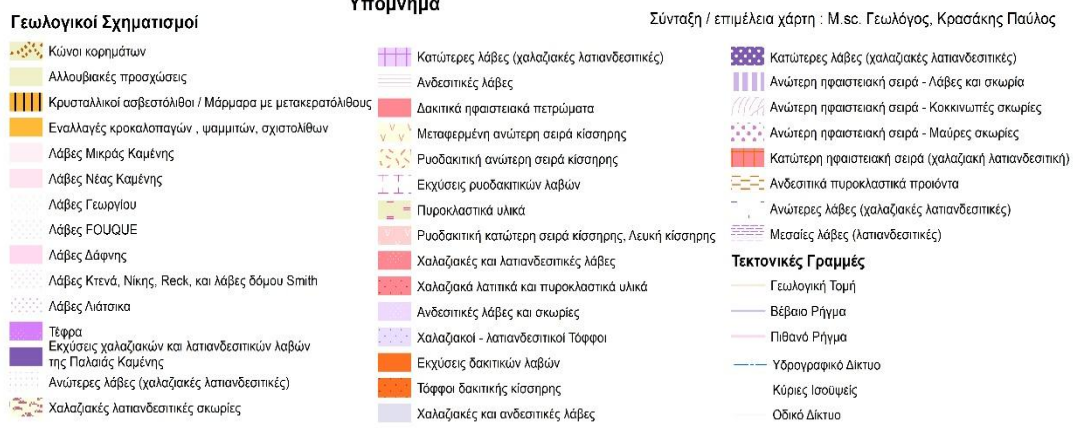 Υπόμνημα
Σύνταξη / επιμέλεια χάρτη : M.sc. Γεωλόγος, Κρασάκης Παύλος
Γεωλογικοί Σχηματισμοί
Κώνοι κορημάτων
Αλλουβιακές προσχώσεις
Κρυσταλλικοί ασβεστόλιθοι / Μάρμαρα με μετακερατόλιθους
Εναλλαγές κροκαλοπαγών , ψαμμιτών, σχιστολίθων
Λάβες Μικράς Καμένης
Λάβες Νέας Καμένης
Λάβες Γεωργίου
Λάβες FOUQUE
Λάβες Δάφνης
Λάβες Κτενά, Νίκης, Reck, και λάβες δόμου Smith
Λάβες Λιάτσικα
Τέφρα
Εκχύσεις χαλαζιακών και λατιανδεσιτικών λαβών
της Παλαιάς Καμένης
Ανώτερες λάβες (χαλαζιακές λατιανδεσιτικές)
Χαλαζιακές λατιανδεσιτικές σκωρίες
Κατώτερες λάβες (χαλαζιακές λατιανδεσιτικές)
Ανδεσιτικές λάβες
Δακιτικά ηφαιστειακά πετρώματα
Μεταφερμένη ανώτερη σειρά κίσσηρης
Ρυοδακιτική ανώτερη σειρά κίσσηρης
Εκχύσεις ρυοδακιτικών λαβών
Πυροκλαστικά υλικά
Ρυοδακιτική κατώτερη σειρά κίσσηρης, Λευκή κίσσηρης
Χαλαζιακές και λατιανδεσιτικές λάβες
Χαλαζιακά λατιτικά και πυροκλαστικά υλικά
Ανδεσιτικές λάβες και σκωρίες
Χαλαζιακοί - λατιανδεσιτικοί Τόφφοι
Εκχύσεις δακιτικών λαβών
Τόφφοι δακιτικής κίσσηρης
Χαλαζιακές και ανδεσιτικές λάβες
Κατώτερες λάβες (χαλαζιακές λατιανδεσιτικές)
Ανώτερη ηφαιστειακή σειρά - Λάβες και σκωρία
Ανώτερη ηφαιστειακή σειρά - Κοκκινωπές σκωρίες
Ανώτερη ηφαιστειακή σειρά - Μαύρες σκωρίες
Κατώτερη ηφαιστειακή σειρά (χαλαζιακή λατιανδεσιτική)
Ανδεσιτικά πυροκλαστικά προιόντα
Ανώτερες λάβες (χαλαζιακές λατιανδεσιτικές)
Μεσαίες λάβες (λατιανδεσιτικές)
Τεκτονικές Γραμμές
Γεωλογική Τομή
Βέβαιο Ρήγμα
Πιθανό Ρήγμα
Υδρογραφικό Δίκτυο
Κύριες Ισοϋψείς
Οδικό Δίκτυο